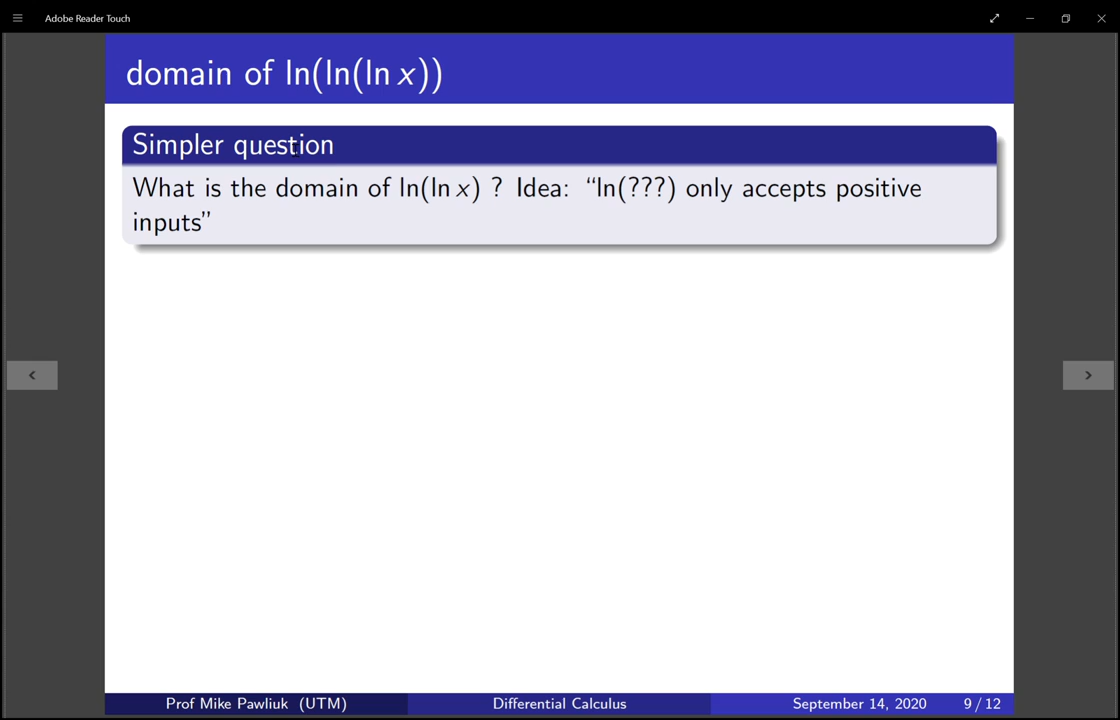 Adobe Reader Touch
domain of ln(ln(ln x))
Simpler question
What is the domain of ln(ln x) ? Idea: “ln(???) only accepts positive
inputs”
Prof Mike Pawliuk (UTM) Differential Calculus September 14, 2020 9 / 12